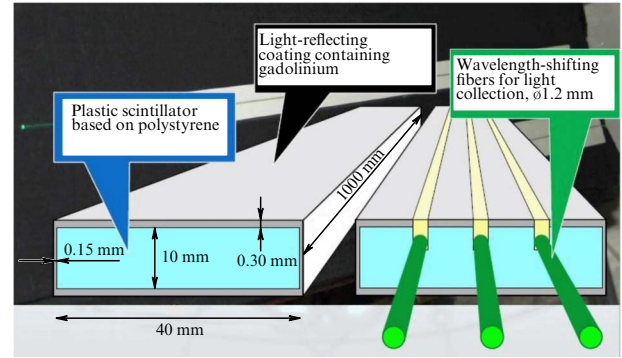 Light-reflecting
coating containing
gadolinium
Wavelength-shifting
fibers for light
collection, ø1.2 mm
Plastic scintillator
based on polystyrene
1000 mm
0.15 mm
10 mm
0.30 mm
40 mm